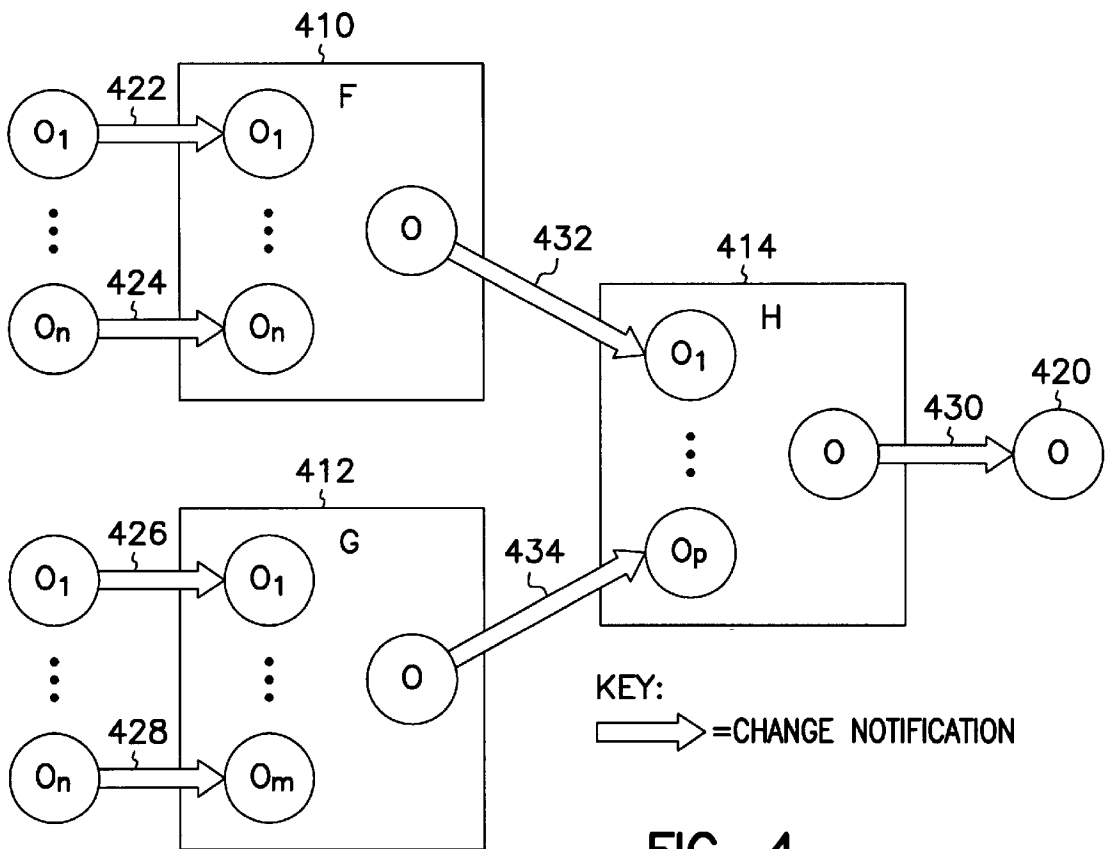 410
422
F
O1
O1
O
432
414
424
H
On
On
O1
420
430
O
O
412
426
G
434
Op
O1
O1
O
KEY:
=CHANGE NOTIFICATION
428
On
Om
FIG. 4